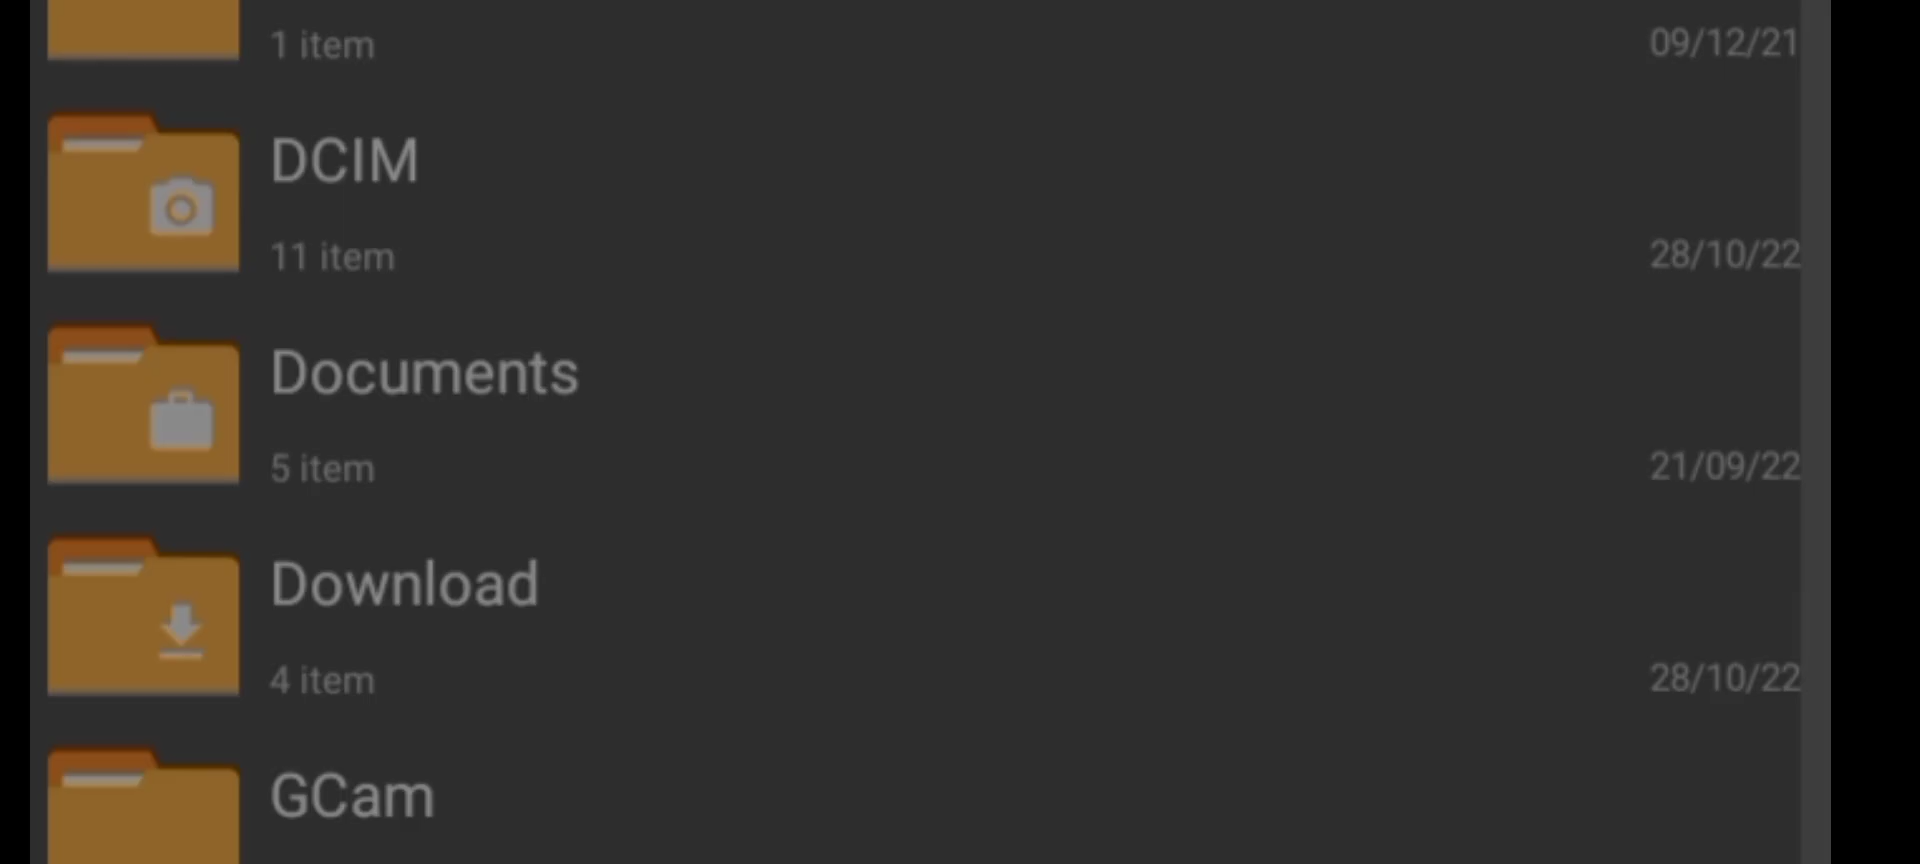 1 item 09/12/21
DCIM
11 item 28/10/22
Documents
5 item 21/09/22
Download
4 item 28/10/22
GCam